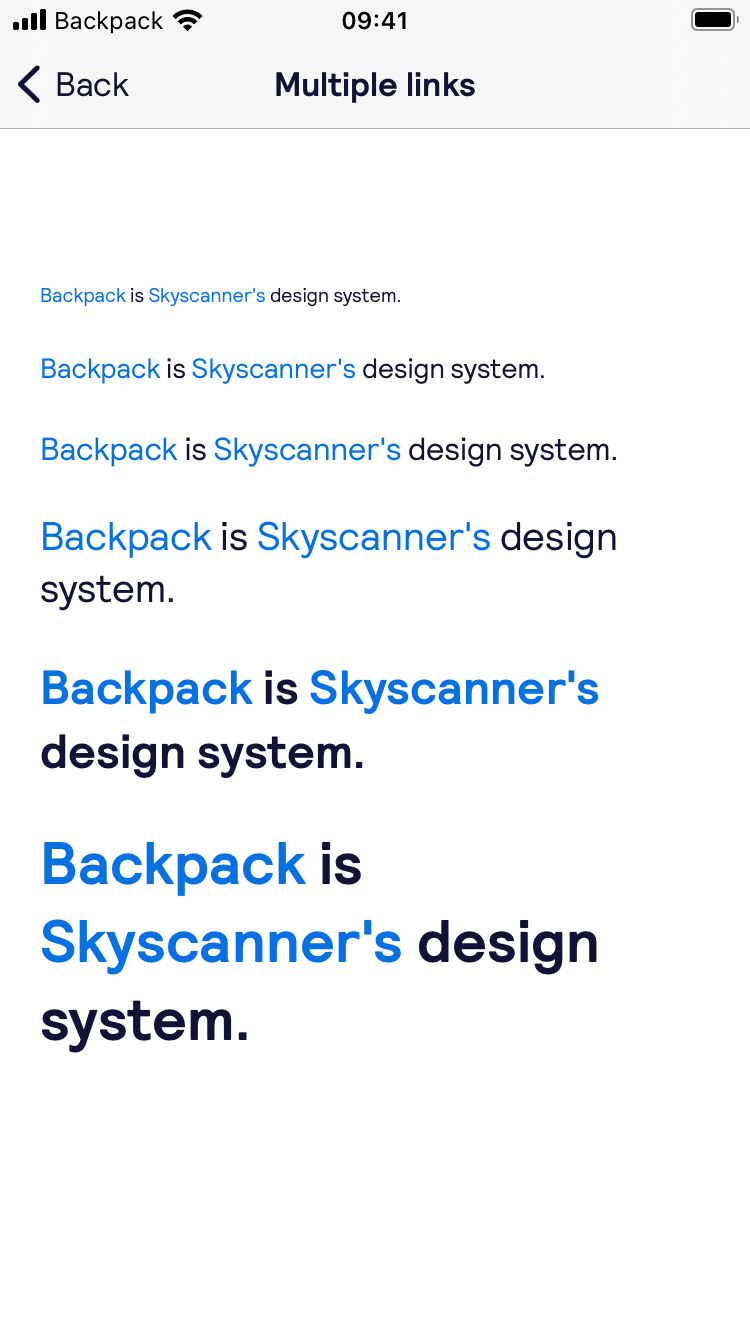 Backpack 09:41
Back Multiple links
Backpack is Skyscanner's design system.
Backpack is Skyscanner's design system.
Backpack is Skyscanner's design system.
Backpack is Skyscanner's design
system.
Backpack is Skyscanner's
design system.
Backpack is
Skyscanner's design
system.